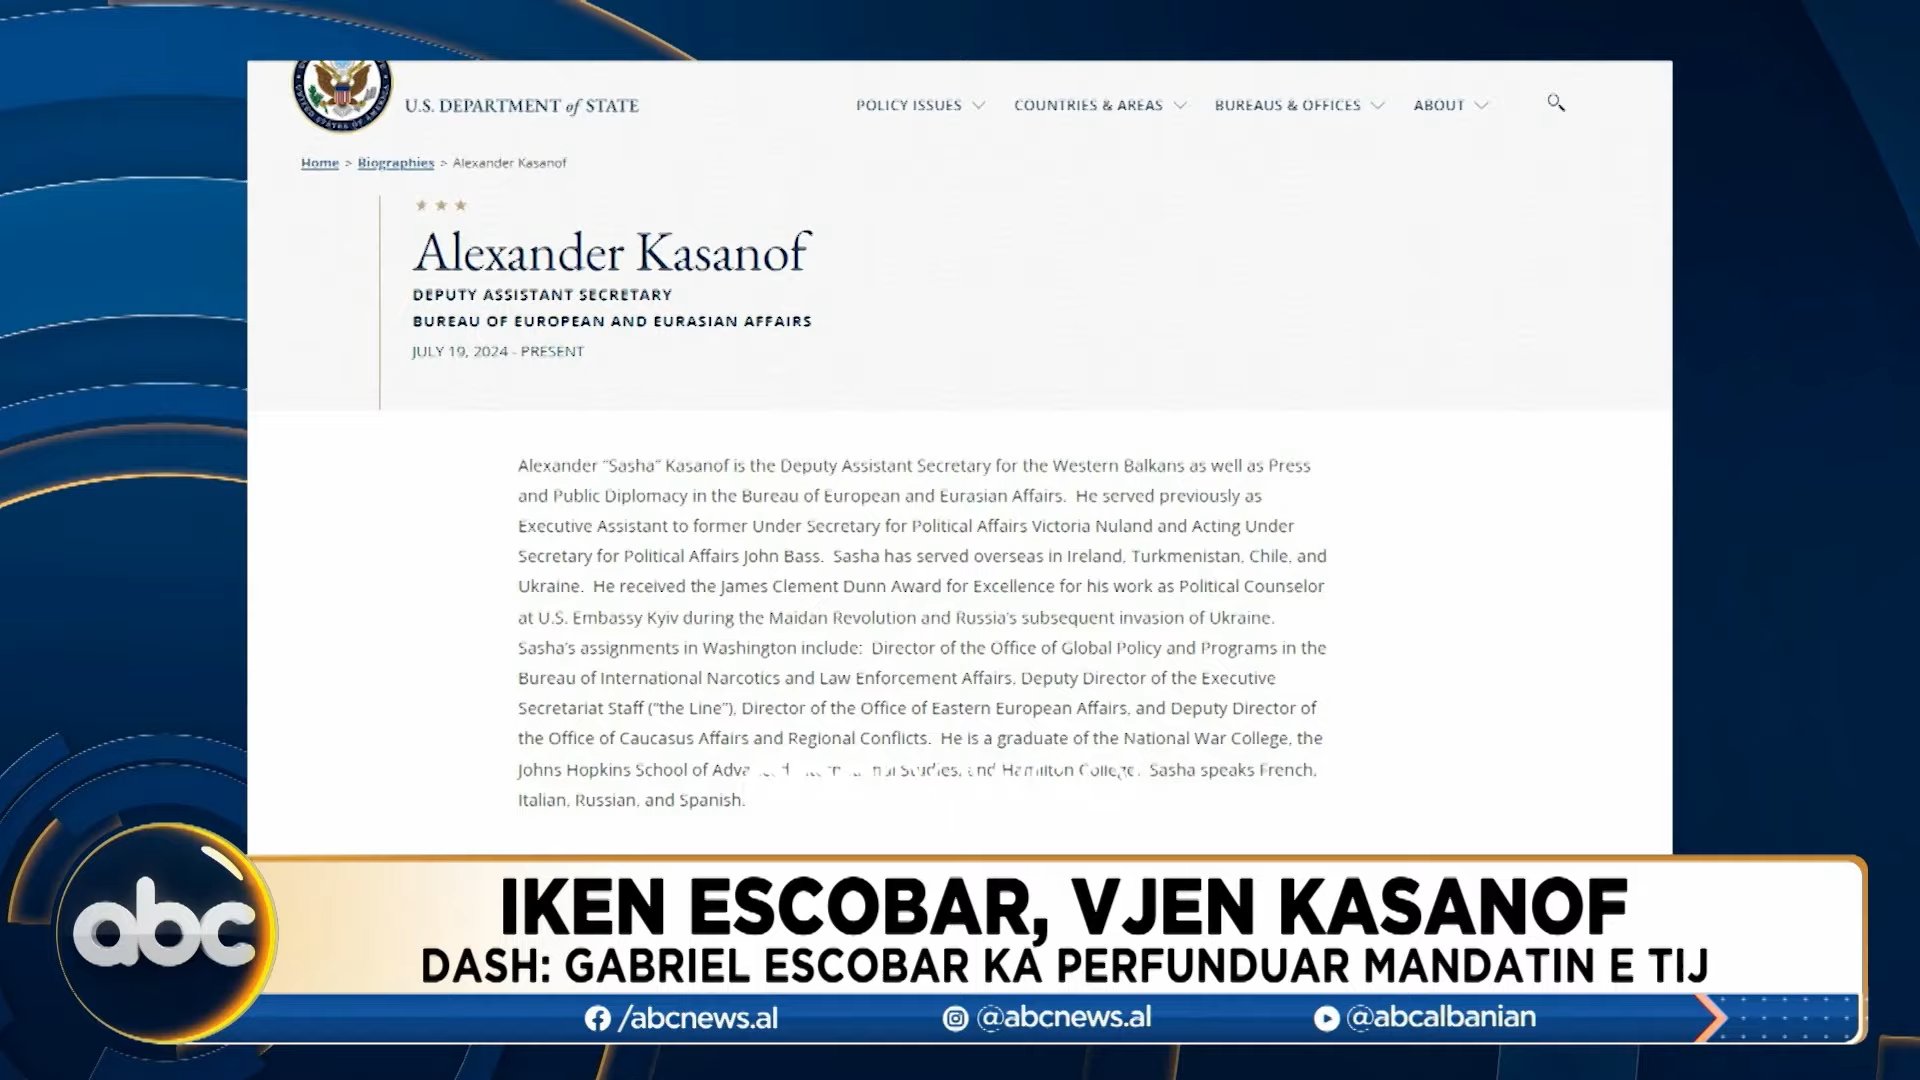 U.S. DEPARTMENT of STATE
POLICY ISSUES COUNTRIES & AREAS BUREAUS & OFFICES ABOUT
Home > Biographies > Alexander Kasanof
Alexander Kasanof
DEPUTY ASSISTANT SECRETARY
BUREAU OF EUROPEAN AND EURASIAN AFFAIRS
JULY 19, 2024 - PRESENT
Alexander “Sasha” Kasanof is the Deputy Assistant Secretary for the Western Balkans as well as Press
and Public Diplomacy in the Bureau of European and Eurasian Affairs. He served previously as
Executive Assistant to former Under Secretary for Political Affairs Victoria Nuland and Acting Under
Secretary for Political Affairs John Bass. Sasha has served overseas in Ireland, Turkmenistan, Chile, and
Ukraine. He received the James Clement Dunn Award for Excellence for his work as Political Counselor
at U.S. Embassy Kyiv during the Maidan Revolution and Russia’s subsequent invasion of Ukraine.
Sasha’s assignments in Washington include: Director of the Office of Global Policy and Programs in the
Bureau of International Narcotics and Law Enforcement Affairs, Deputy Director of the Executive
Secretariat Staff (“the Line”), Director of the Office of Eastern European Affairs, and Deputy Director of
the Office of Caucasus Affairs and Regional Conflicts. He is a graduate of the National War College, the
Johns Hopkins School of Studies, and Hamilton College. Sasha speaks French,
Italian, Russian, and Spanish.
abc
IKEN ESCOBAR, VJEN KASANOF
DASH: GABRIEL ESCOBAR KA PERFUNDUAR MANDATIN E TIJ
/abcnews.al @abcnews.al @abcalbanian